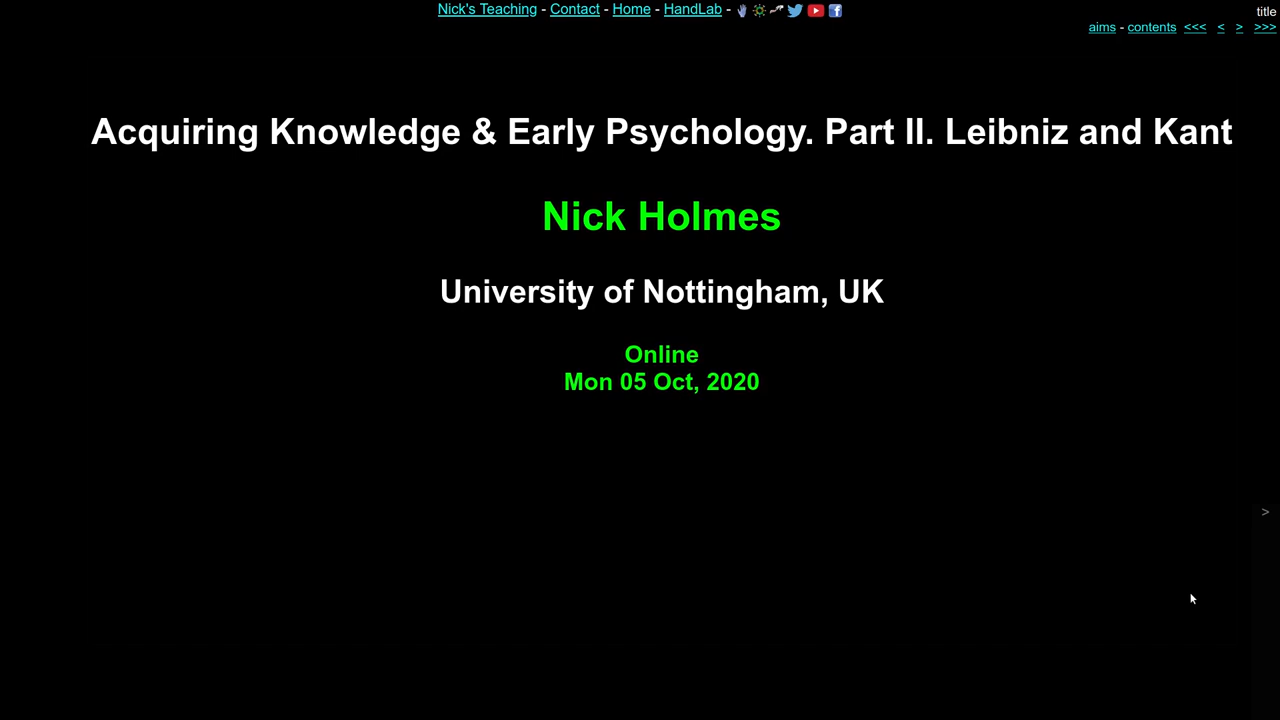 Nick's Teaching - Contact - Home - HandLab -
title
aims - contents <<< < > >>>
Acquiring Knowledge & Early Psychology. Part II. Leibniz and Kant
Nick Holmes
University of Nottingham, UK
Online
Mon 05 Oct, 2020
>